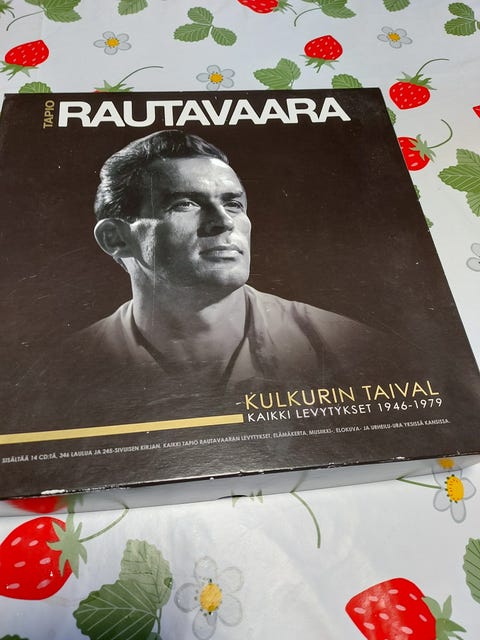 TAPIO
RAUTAVAARA
-KULKURIN TAIVAL
KAIKKI LEVYTYKSET 1946-1979
SISÄLTÄÄ 14 CD:TÄ, 346 LAULUA JA 245-SIVUISEN KIRJAN. KAIKKI TAPIO RAUTAVAARAN LEVYTYKSET, ELÄMÄKERTA, MUSIIKKI-, ELOKUVA- JA URHEILU-URA YKSISSÄ KANSISSA.